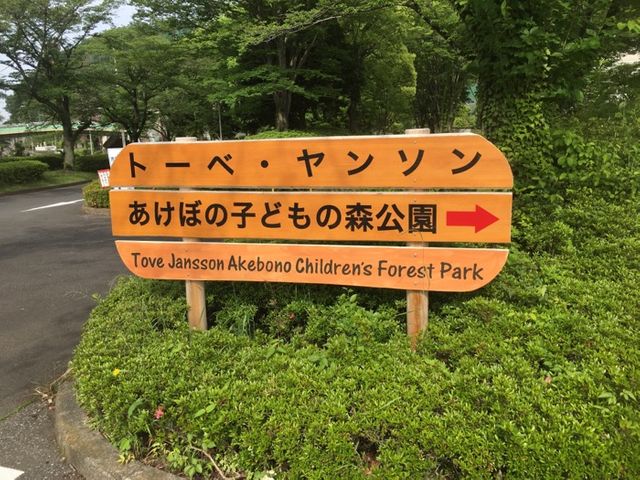 トーベ・ヤンソン
あけぼの子どもの森公園
Tove Jansson Akebono Children's Forest Park